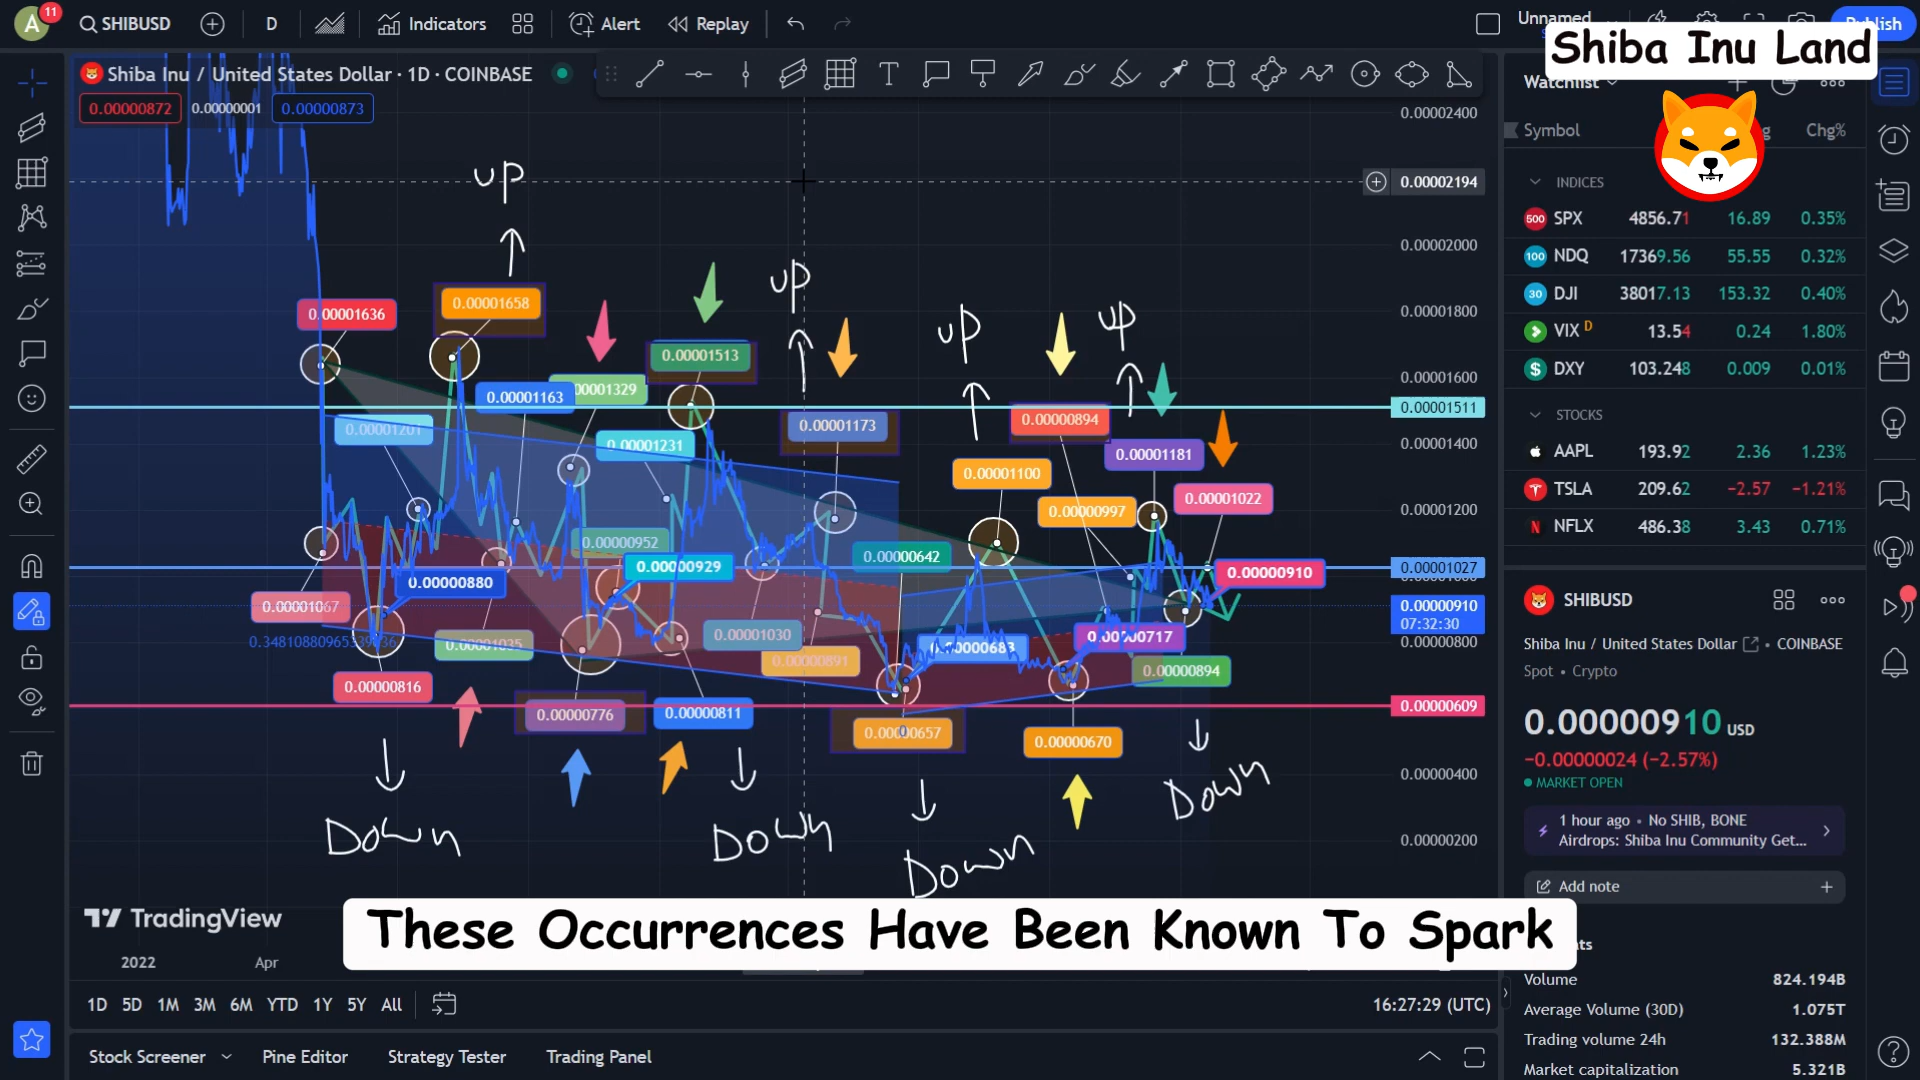 A
11
SHIBUSD
D
Indicators
Alert
Replay
Unnamed
Publish
Shiba Inu Land
Shiba Inu / United States Dollar · 1D · COINBASE
0.00000872
0.00000001
0.00000873
Watchlist
Symbol
Chg%
INDICES
SPX 4856.71 16.89 0.35%
NDQ 17369.56 55.55 0.32%
DJI 38017.13 153.32 0.40%
VIX D 13.54 0.24 1.80%
DXY 103.248 0.009 0.01%
STOCKS
AAPL 193.92 2.36 1.23%
TSLA 209.62 −2.57 −1.21%
NFLX 486.38 3.43 0.71%
SHIBUSD
Shiba Inu / United States Dollar • COINBASE
Spot • Crypto
0.00000910 USD
−0.00000024 (−2.57%)
MARKET OPEN
1 hour ago • No SHIB, BONE
Airdrops: Shiba Inu Community Get...
Add note
Volume 824.194B
Average Volume (30D) 1.075T
Trading volume 24h 132.388M
Market capitalization 5.321B
0.00002400
0.00002194
0.00002000
0.00001800
0.00001600
0.00001511
0.00001400
0.00001200
0.00001027
0.00000910
07:32:30
0.00000800
0.00000609
0.00000400
0.00000200
UP
UP
UP
UP
0.00001636
0.00001658
0.00001163
0.00001329
0.00001513
0.00001201
0.00001231
0.00001173
0.00000894
0.00001181
0.00001100
0.00000997
0.00001022
0.00000952
0.00000929
0.00000642
0.00000880
0.00000910
0.00001067
0.00001035
0.00001030
0.00000891
0.00000683
0.00000717
0.00000894
0.00000816
0.00000776
0.00000811
0.00000657
0.00000670
Down
Down
Down
Down
TradingView
These Occurrences Have Been Known To Spark
2022
Apr
1D 5D 1M 3M 6M YTD 1Y 5Y All
16:27:29 (UTC)
Stock Screener
Pine Editor
Strategy Tester
Trading Panel